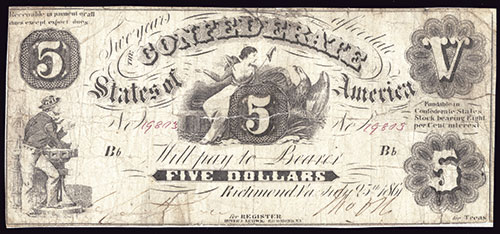 Receivable in payment of all
dues except export dues
Two years after date
THE
CONFEDERATE
V
5
States of America
5
Fundable in
Confederate States
Stock bearing Eight
per Cent interest
No 19803 No 19803
Bb Will pay to Bearer Bb
FIVE DOLLARS
5
Richmond, Va. July 25th 1861
for REGISTER
for Treas